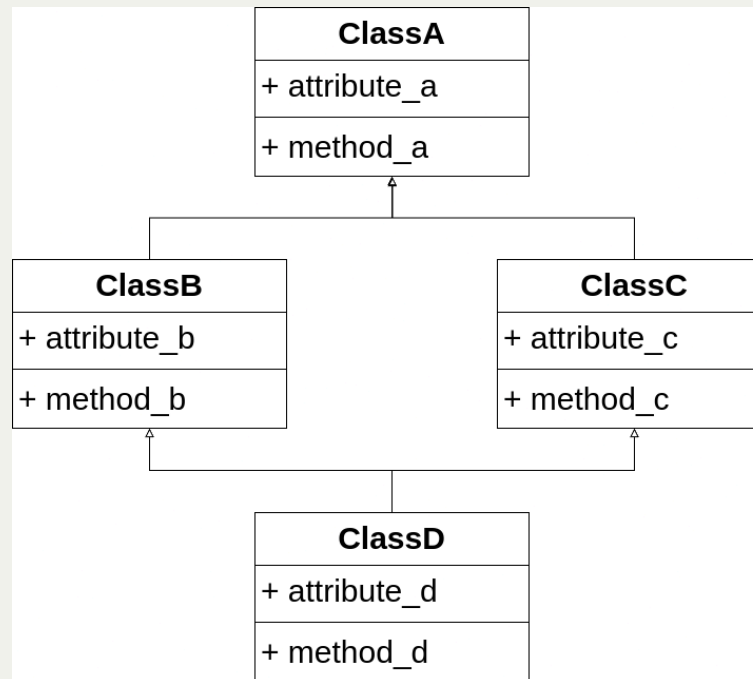 ClassA
+ attribute_a
+ method_a
ClassB
+ attribute_b
+ method_b
ClassC
+ attribute_c
+ method_c
ClassD
+ attribute_d
+ method_d